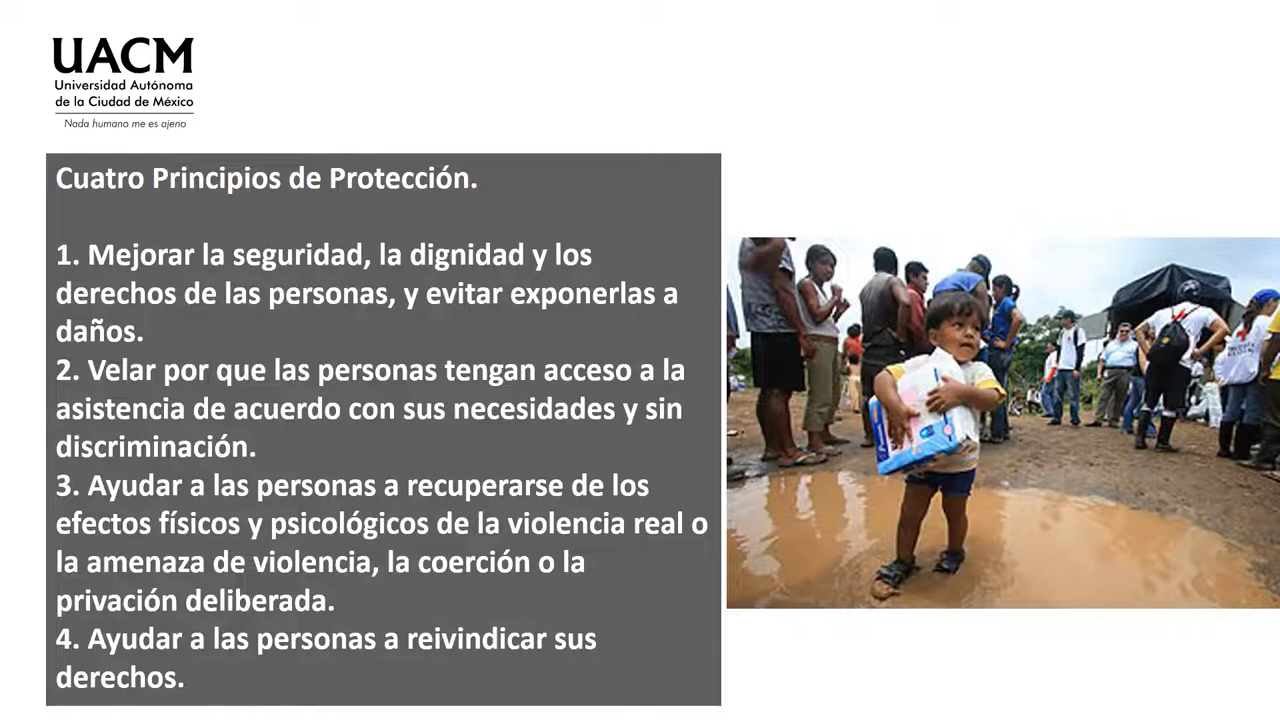 UACM
Universidad Autónoma
de la Ciudad de México
Nada humano me es ajeno
Cuatro Principios de Protección.
1. Mejorar la seguridad, la dignidad y los
derechos de las personas, y evitar exponerlas a
daños.
2. Velar por que las personas tengan acceso a la
asistencia de acuerdo con sus necesidades y sin
discriminación.
3. Ayudar a las personas a recuperarse de los
efectos físicos y psicológicos de la violencia real o
la amenaza de violencia, la coerción o la
privación deliberada.
4. Ayudar a las personas a reivindicar sus
derechos.